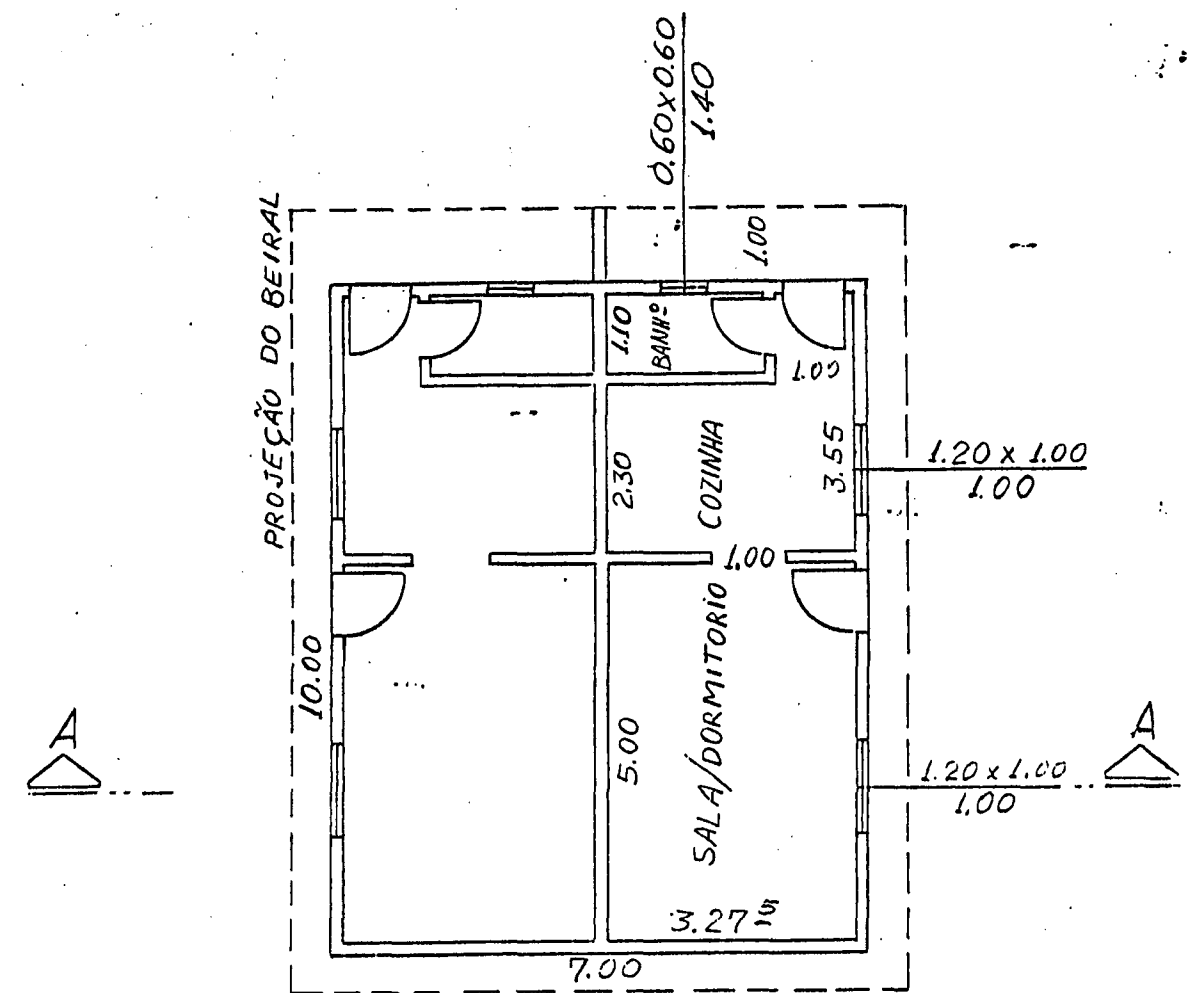 0.60x0.60
1.40
PROJEÇÃO DO BEIRAL
1.00
1.10
BANHº
1.00
2.30
COZINHA
3.55
1.20 x 1.00
1.00
1.00
10.00
SALA/DORMITORIO
5.00
A
A
1.20 x 1.00
1.00
3.27⁵
7.00